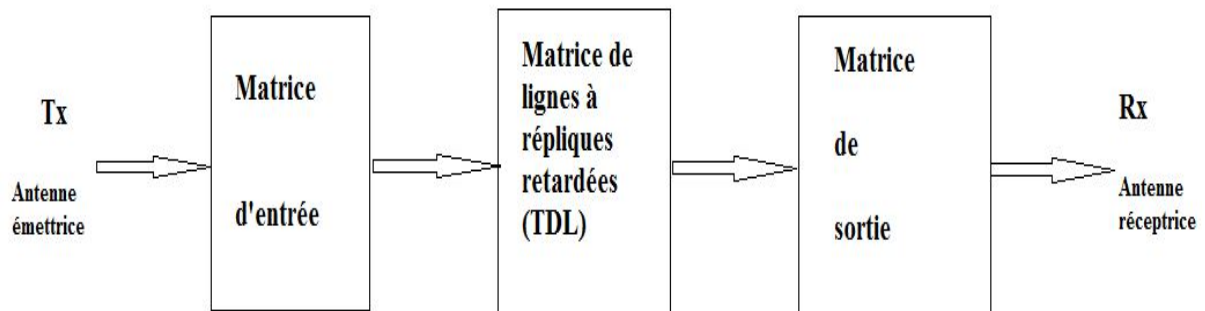 Tx
Antenne
émettrice
Matrice
d'entrée
Matrice de
lignes à
répliques
retardées
(TDL)
Matrice
de
sortie
Rx
Antenne
réceptrice